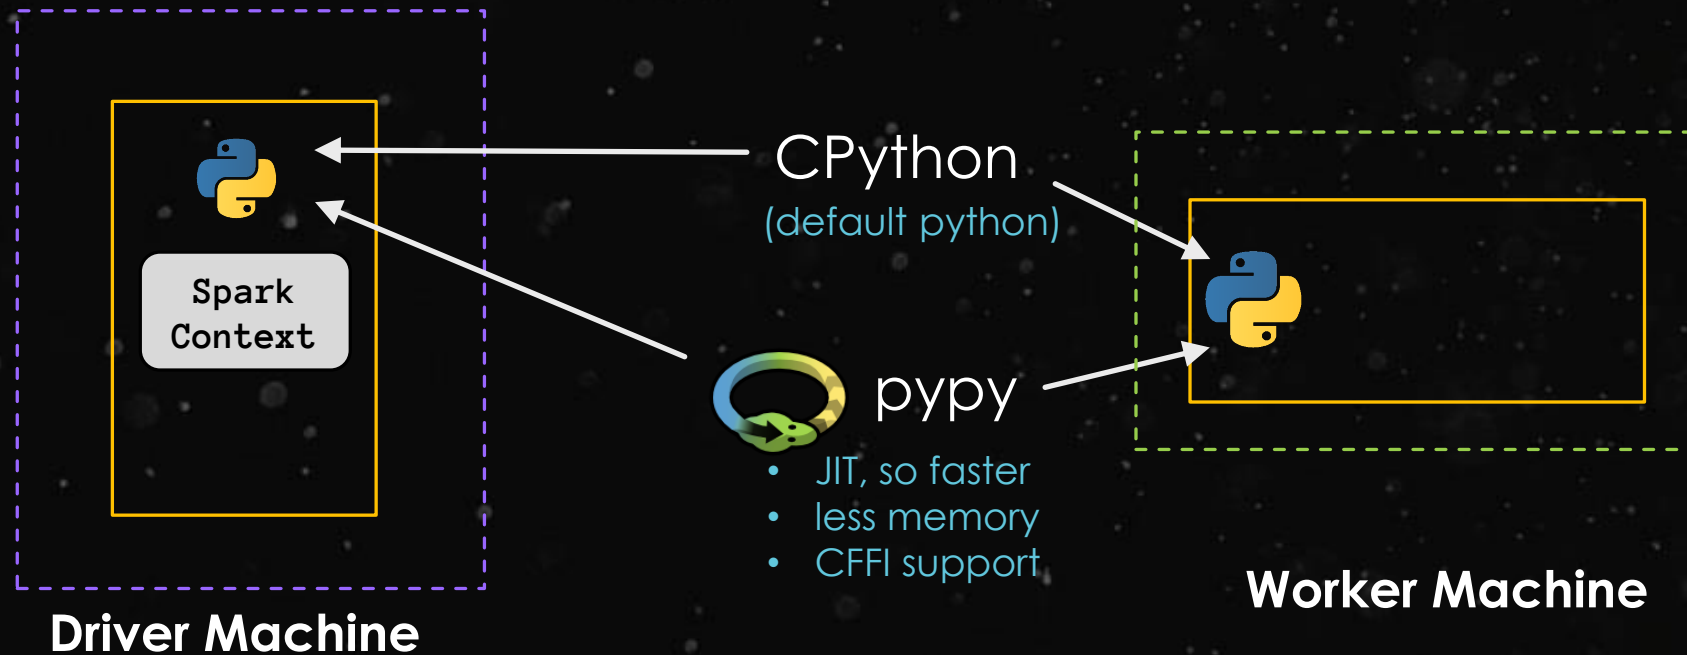 Spark
Context
Driver Machine
CPython
(default python)
pypy
• JIT, so faster
• less memory
• CFFI support
Worker Machine